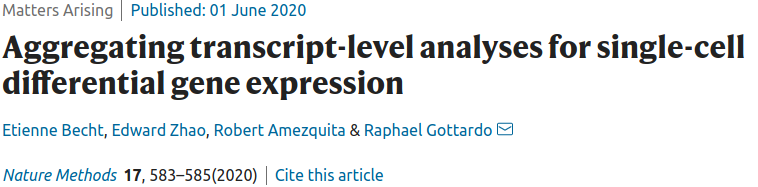 Matters Arising | Published: 01 June 2020
Aggregating transcript-level analyses for single-cell
differential gene expression
Etienne Becht, Edward Zhao, Robert Amezquita & Raphael Gottardo
Nature Methods 17, 583–585(2020) | Cite this article